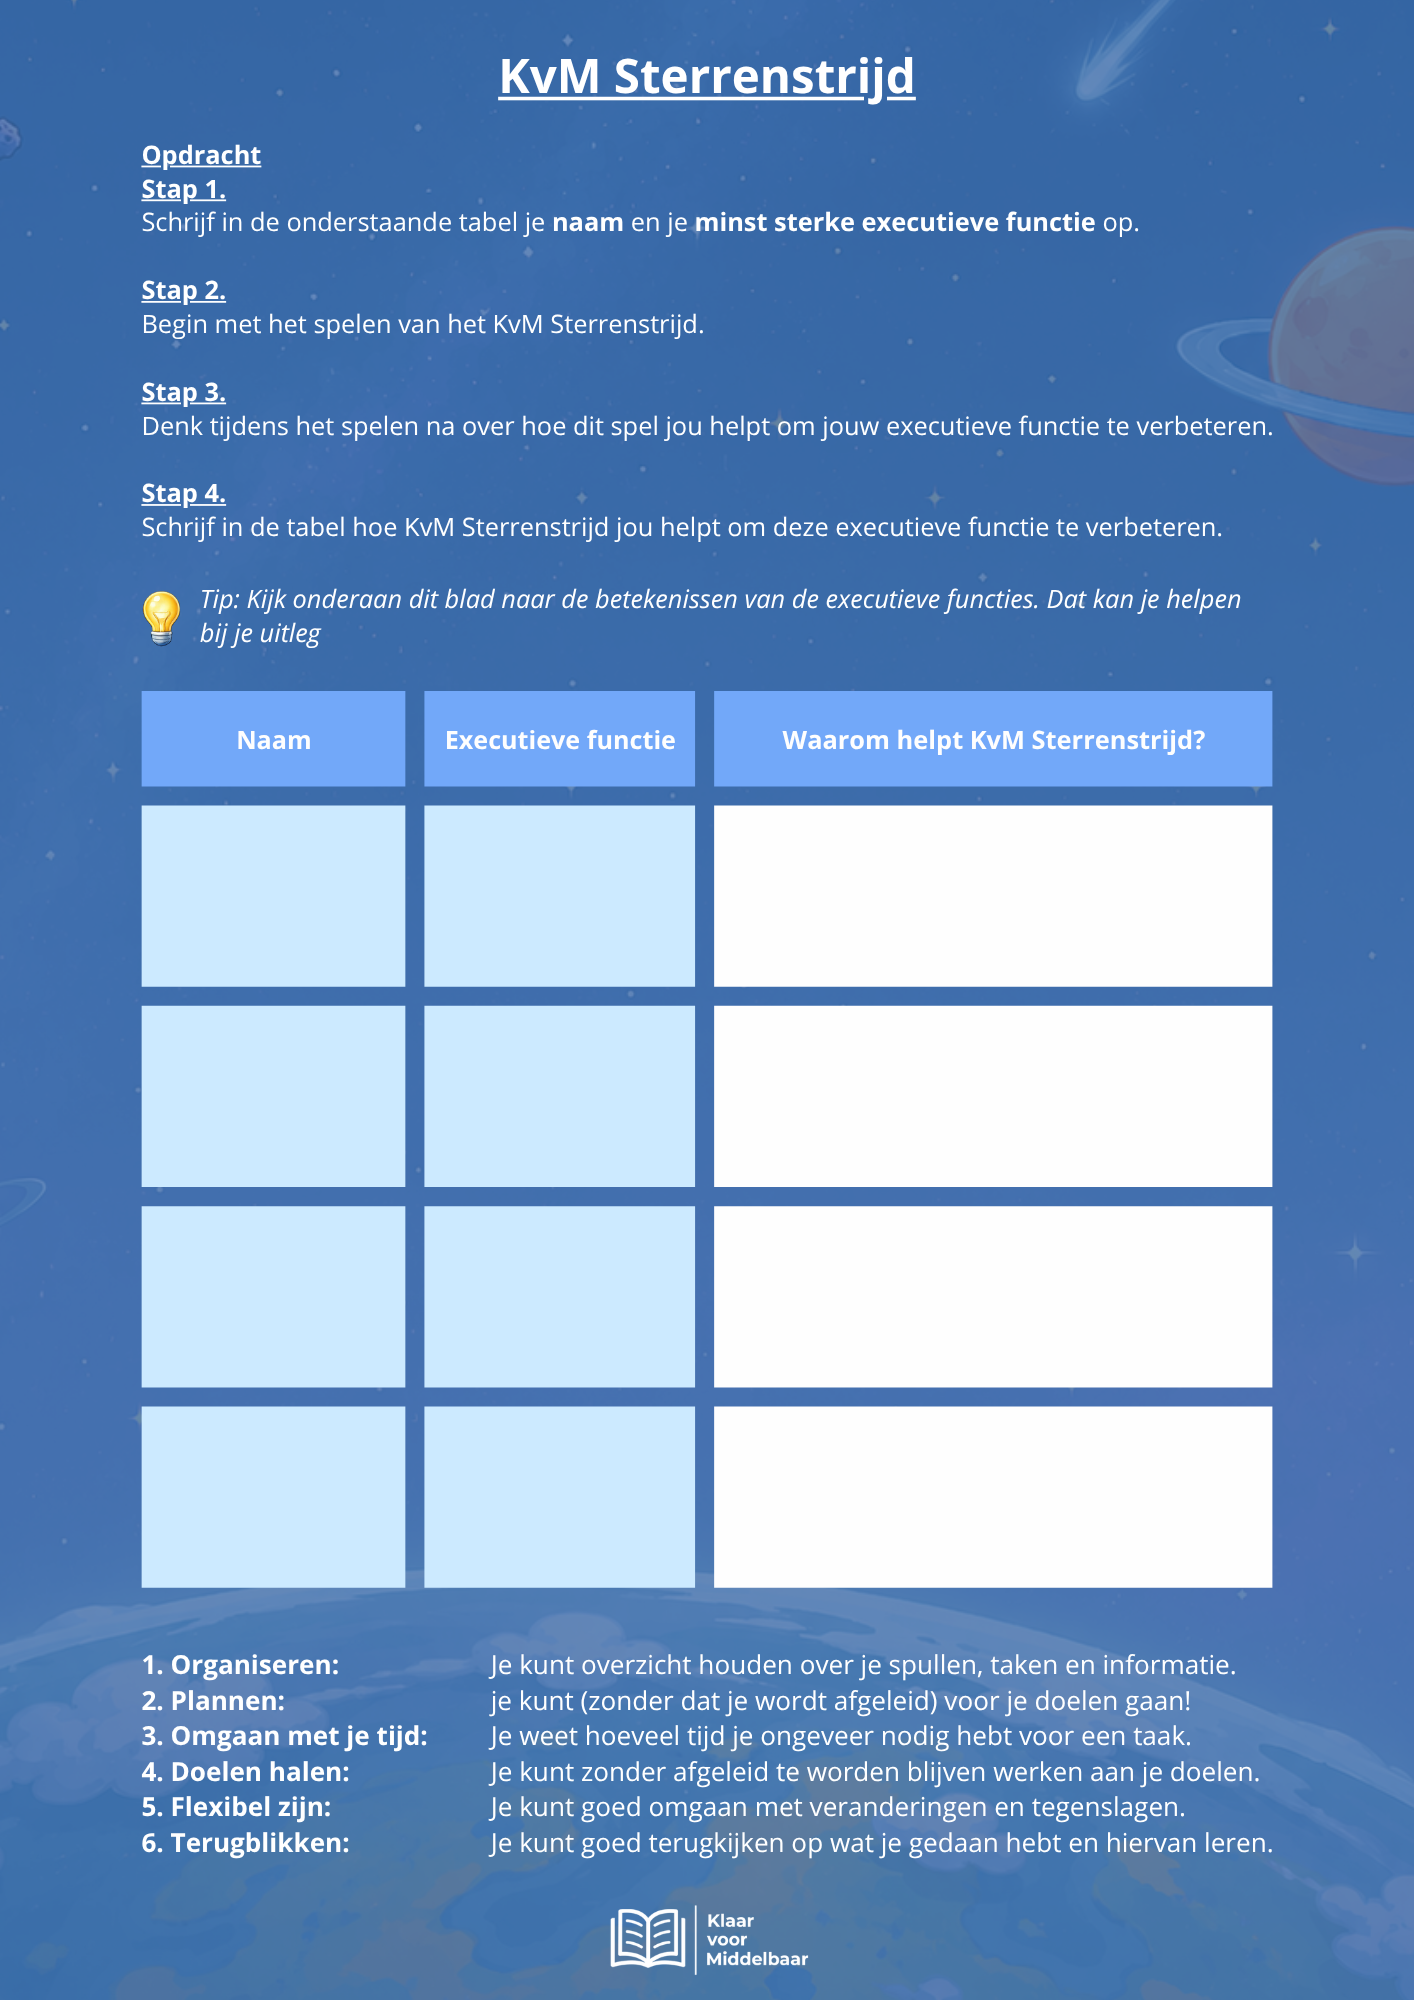 KvM Sterrenstrijd
Opdracht
Stap 1.
Schrijf in de onderstaande tabel je naam en je minst sterke executieve functie op.
Stap 2.
Begin met het spelen van het KvM Sterrenstrijd.
Stap 3.
Denk tijdens het spelen na over hoe dit spel jou helpt om jouw executieve functie te verbeteren.
Stap 4.
Schrijf in de tabel hoe KvM Sterrenstrijd jou helpt om deze executieve functie te verbeteren.
Tip: Kijk onderaan dit blad naar de betekenissen van de executieve functies. Dat kan je helpen
bij je uitleg
Naam Executieve functie Waarom helpt KvM Sterrenstrijd?
1. Organiseren: Je kunt overzicht houden over je spullen, taken en informatie.
2. Plannen: je kunt (zonder dat je wordt afgeleid) voor je doelen gaan!
3. Omgaan met je tijd: Je weet hoeveel tijd je ongeveer nodig hebt voor een taak.
4. Doelen halen: Je kunt zonder afgeleid te worden blijven werken aan je doelen.
5. Flexibel zijn: Je kunt goed omgaan met veranderingen en tegenslagen.
6. Terugblikken: Je kunt goed terugkijken op wat je gedaan hebt en hiervan leren.
Klaar
voor
Middelbaar